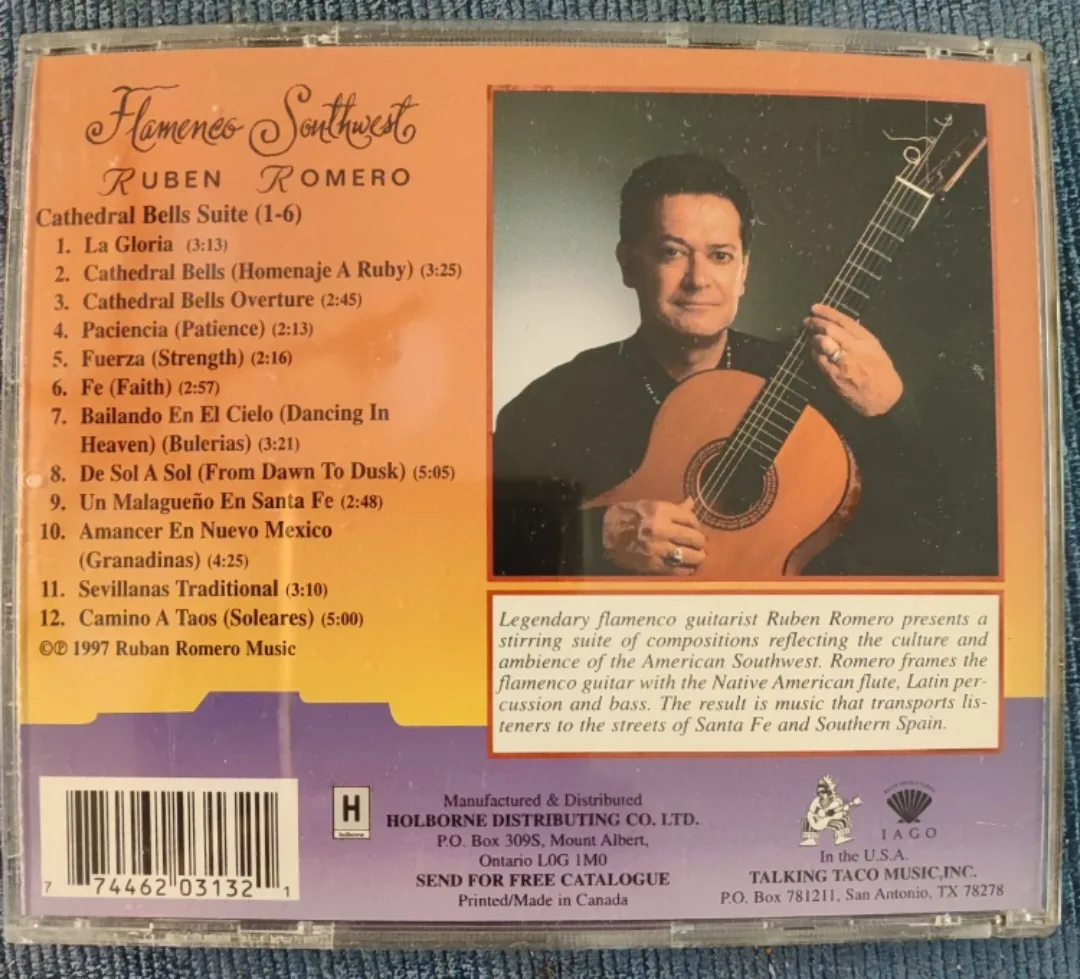 Flamenco Southwest
RUBEN ROMERO
Cathedral Bells Suite (1-6)
1. La Gloria (3:13)
2. Cathedral Bells (Homenaje A Ruby) (3:25)
3. Cathedral Bells Overture (2:45)
4. Paciencia (Patience) (2:13)
5. Fuerza (Strength) (2:16)
6. Fe (Faith) (2:57)
7. Bailando En El Cielo (Dancing In
Heaven) (Bulerias) (3:21)
8. De Sol A Sol (From Dawn To Dusk) (5:05)
9. Un Malagueño En Santa Fe (2:48)
10. Amancer En Nuevo Mexico
(Granadinas) (4:25)
11. Sevillanas Traditional (3:10)
12. Camino A Taos (Soleares) (5:00)
©℗ 1997 Ruban Romero Music
Legendary flamenco guitarist Ruben Romero presents a
stirring suite of compositions reflecting the culture and
ambience of the American Southwest. Romero frames the
flamenco guitar with the Native American flute, Latin per-
cussion and bass. The result is music that transports lis-
teners to the streets of Santa Fe and Southern Spain.
7 74462 03132 1
H
holborne
Manufactured & Distributed
HOLBORNE DISTRIBUTING CO. LTD.
P.O. Box 309S, Mount Albert,
Ontario L0G 1M0
SEND FOR FREE CATALOGUE
Printed/Made in Canada
IAGO
In the U.S.A.
TALKING TACO MUSIC,INC.
P.O. Box 781211, San Antonio, TX 78278